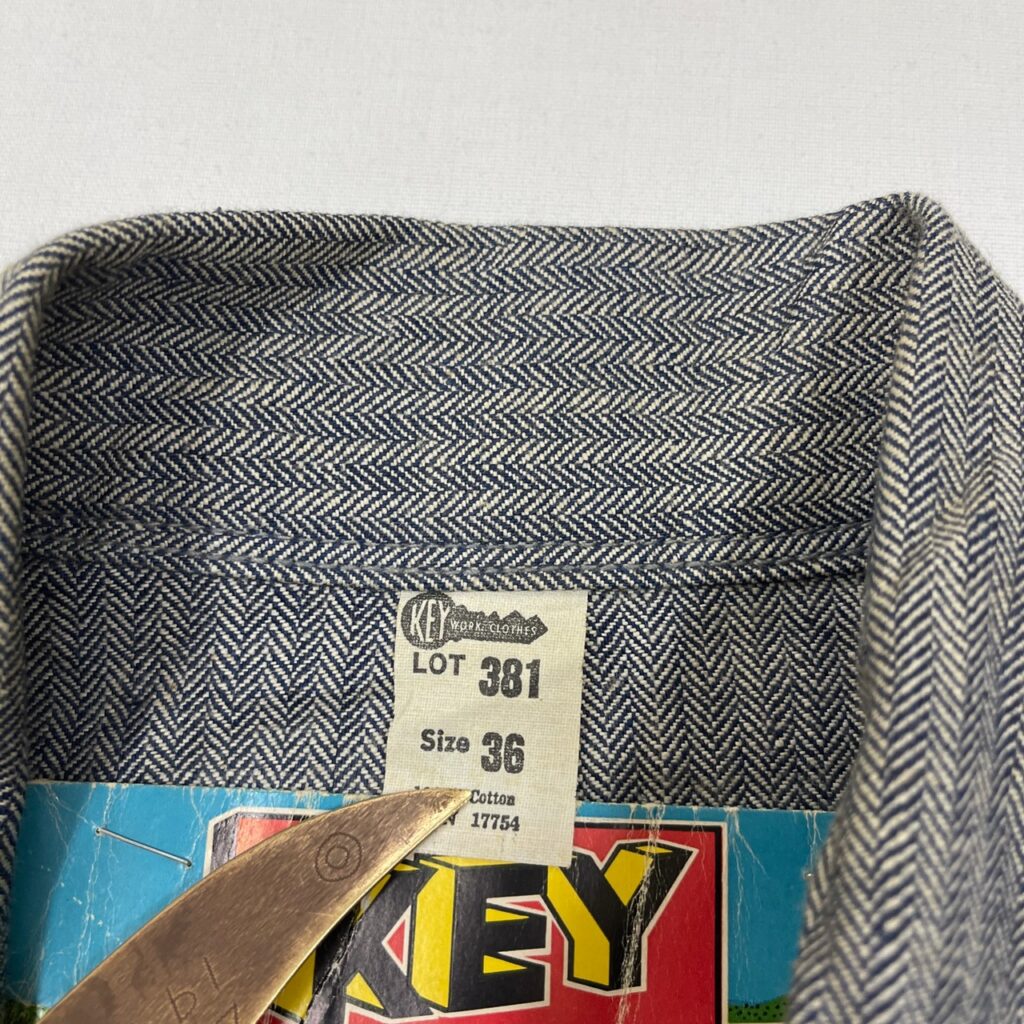 KEY
WORK CLOTHES
LOT 381
Size 36
Cotton
17754
KEY